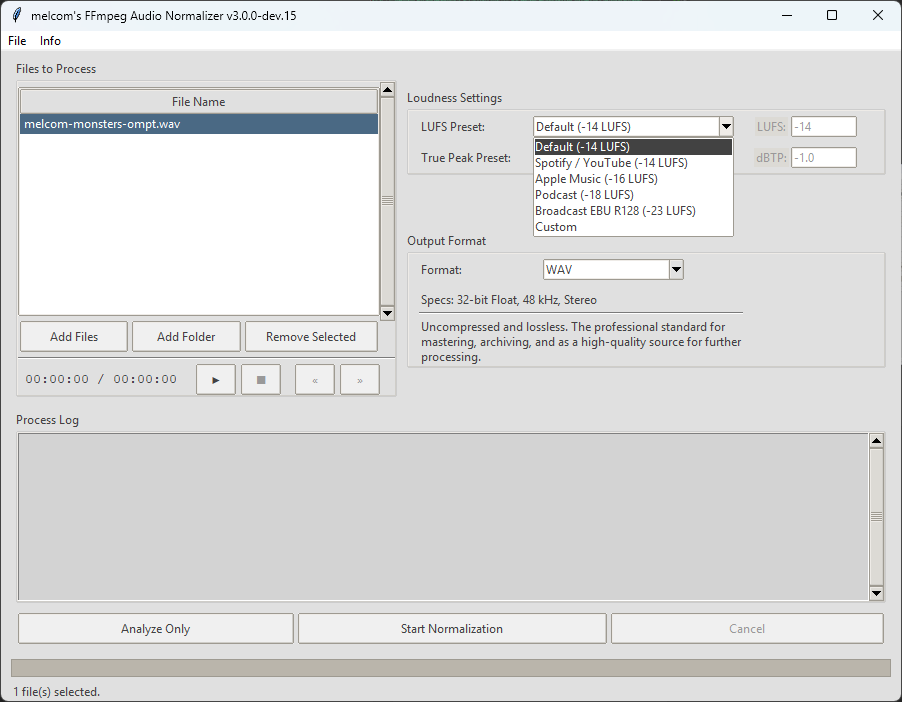 melcom's FFmpeg Audio Normalizer v3.0.0-dev.15
File Info
Files to Process
File Name
melcom-monsters-ompt.wav
Add Files Add Folder Remove Selected
00:00:00 / 00:00:00
Loudness Settings
LUFS Preset: Default (-14 LUFS) LUFS: -14
Default (-14 LUFS)
Spotify / YouTube (-14 LUFS)
Apple Music (-16 LUFS)
Podcast (-18 LUFS)
Broadcast EBU R128 (-23 LUFS)
Custom
True Peak Preset: dBTP: -1.0
Output Format
Format: WAV
Specs: 32-bit Float, 48 kHz, Stereo
Uncompressed and lossless. The professional standard for
mastering, archiving, and as a high-quality source for further
processing.
Process Log
Analyze Only Start Normalization Cancel
1 file(s) selected.